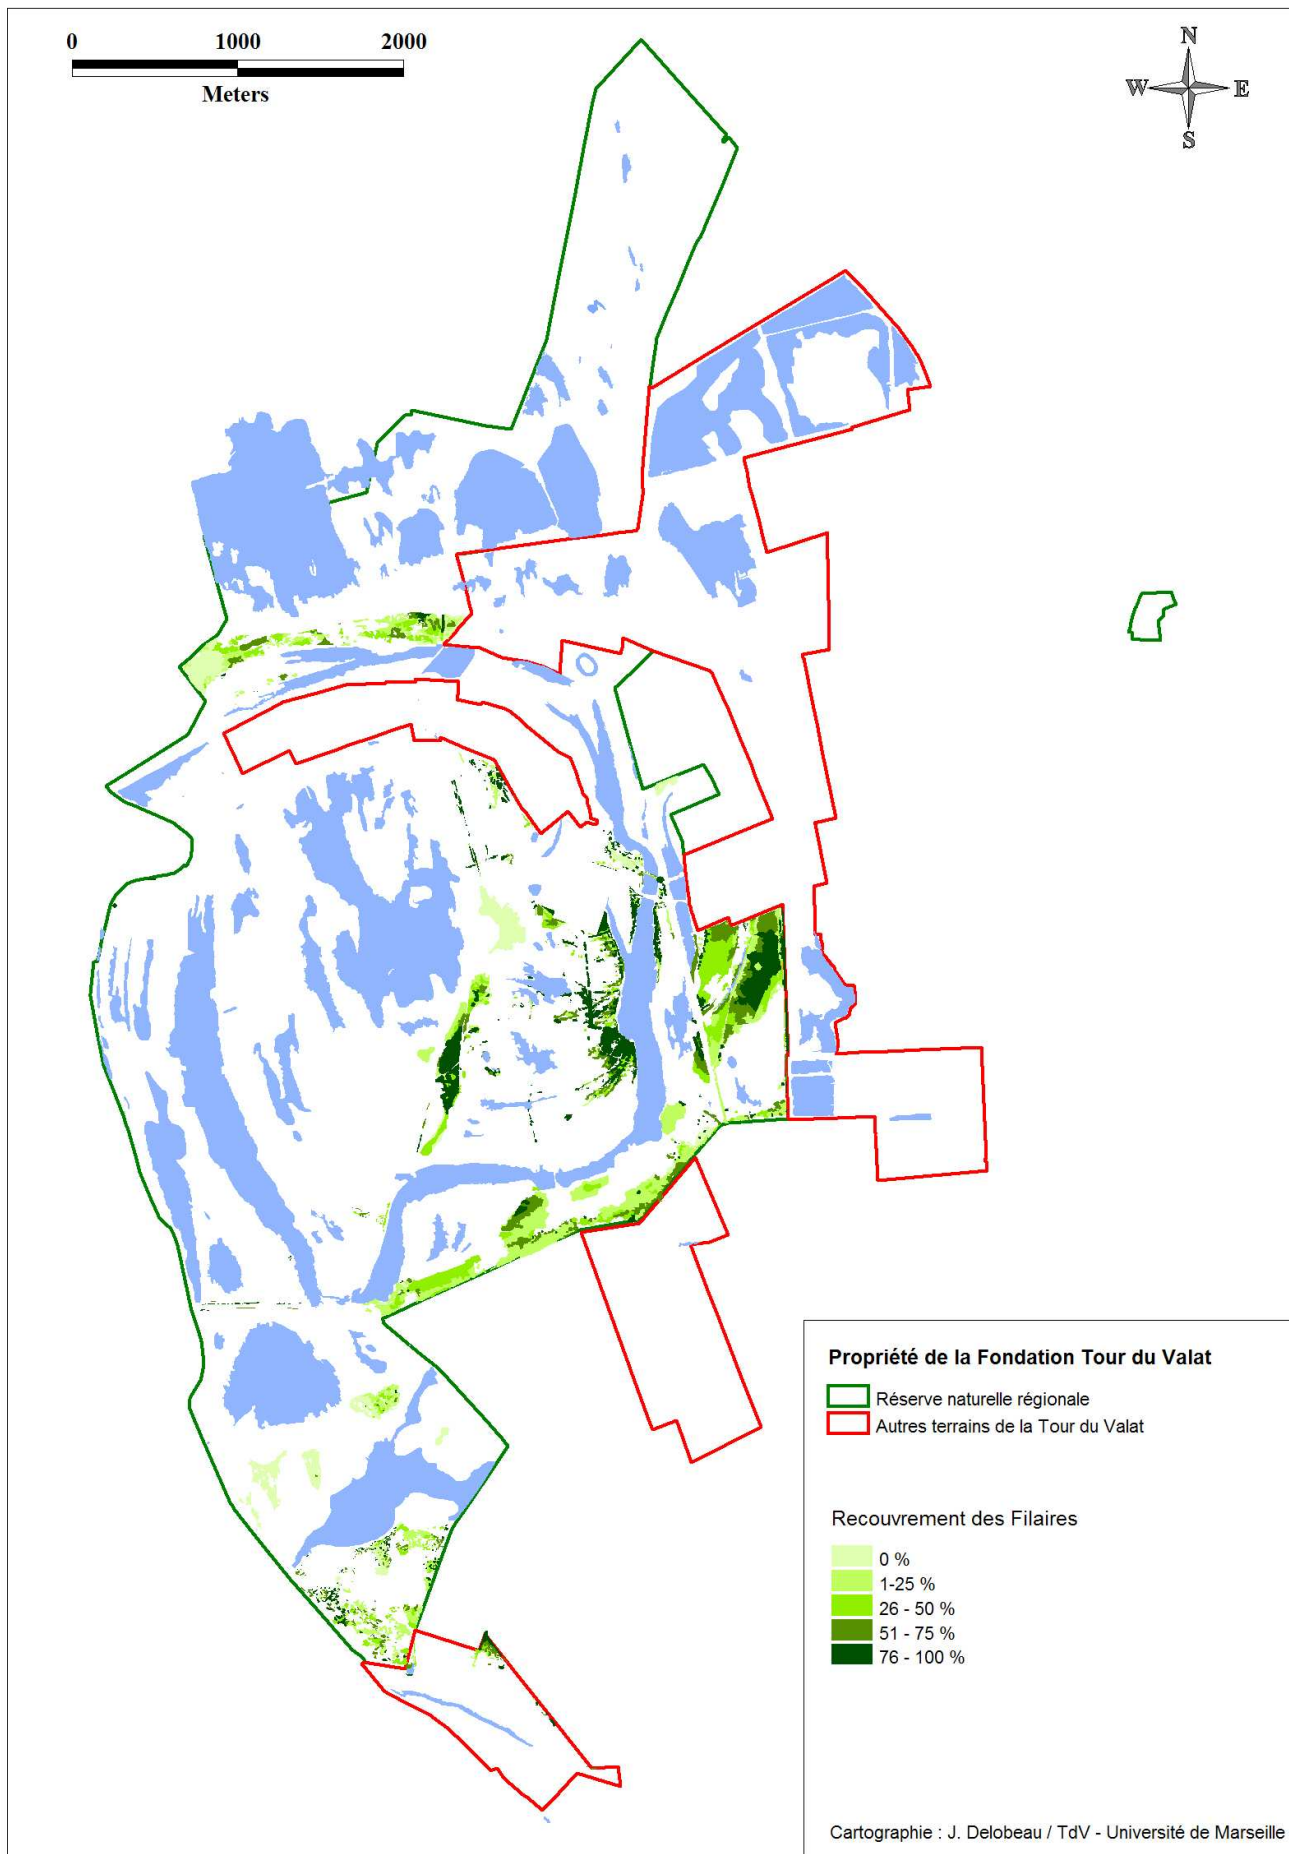 0 1000 2000
Meters
N
W E
S
Propriété de la Fondation Tour du Valat
Réserve naturelle régionale
Autres terrains de la Tour du Valat
Recouvrement des Filaires
0 %
1-25 %
26 - 50 %
51 - 75 %
76 - 100 %
Cartographie : J. Delobeau / TdV - Université de Marseille